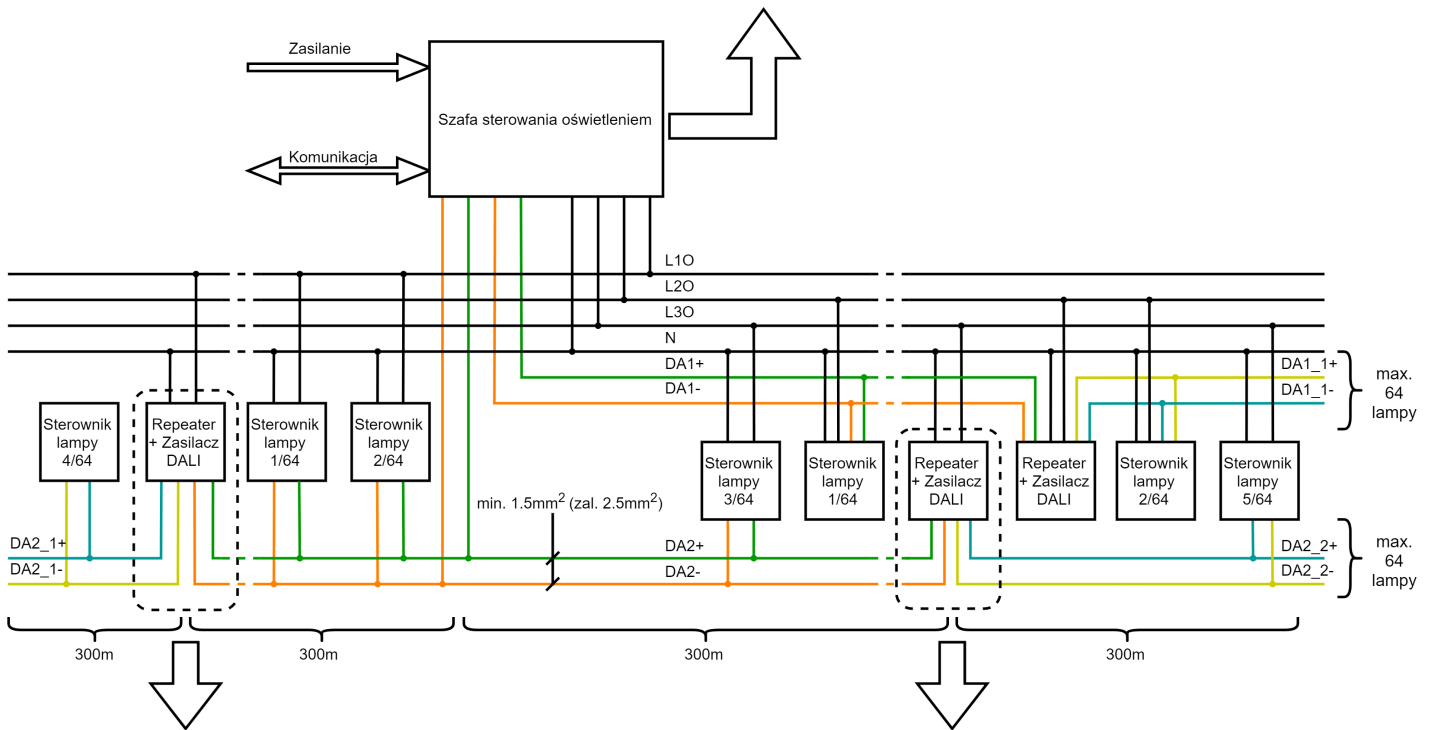 Zasilanie
Szafa sterowania oświetleniem
Komunikacja
L1O
L2O
L3O
N
DA1+
DA1-
DA1_1+
DA1_1-
max.
64
lampy
Sterownik
lampy
4/64
Repeater
+ Zasilacz
DALI
Sterownik
lampy
1/64
Sterownik
lampy
2/64
Sterownik
lampy
3/64
Sterownik
lampy
1/64
Repeater
+ Zasilacz
DALI
Repeater
+ Zasilacz
DALI
Sterownik
lampy
2/64
Sterownik
lampy
5/64
min. 1.5mm² (zal. 2.5mm²)
DA2_1+
DA2_1-
DA2+
DA2-
DA2_2+
DA2_2-
max.
64
lampy
300m
300m
300m
300m